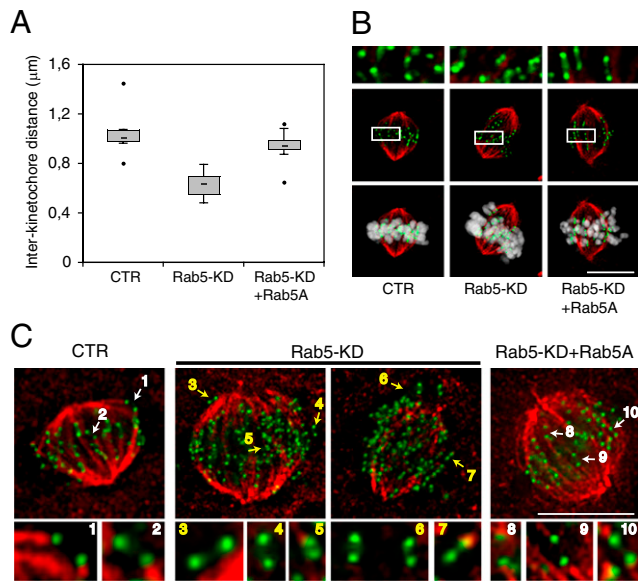 A
Inter-kinetochore distance (μm)
1,6
1,2
0,8
0,4
0
CTR
Rab5-KD
Rab5-KD
+Rab5A
B
CTR
Rab5-KD
Rab5-KD
+Rab5A
C
CTR
Rab5-KD
Rab5-KD+Rab5A
1
2
3
4
5
6
7
8
9
10
1
2
3
4
5
6
7
8
9
10